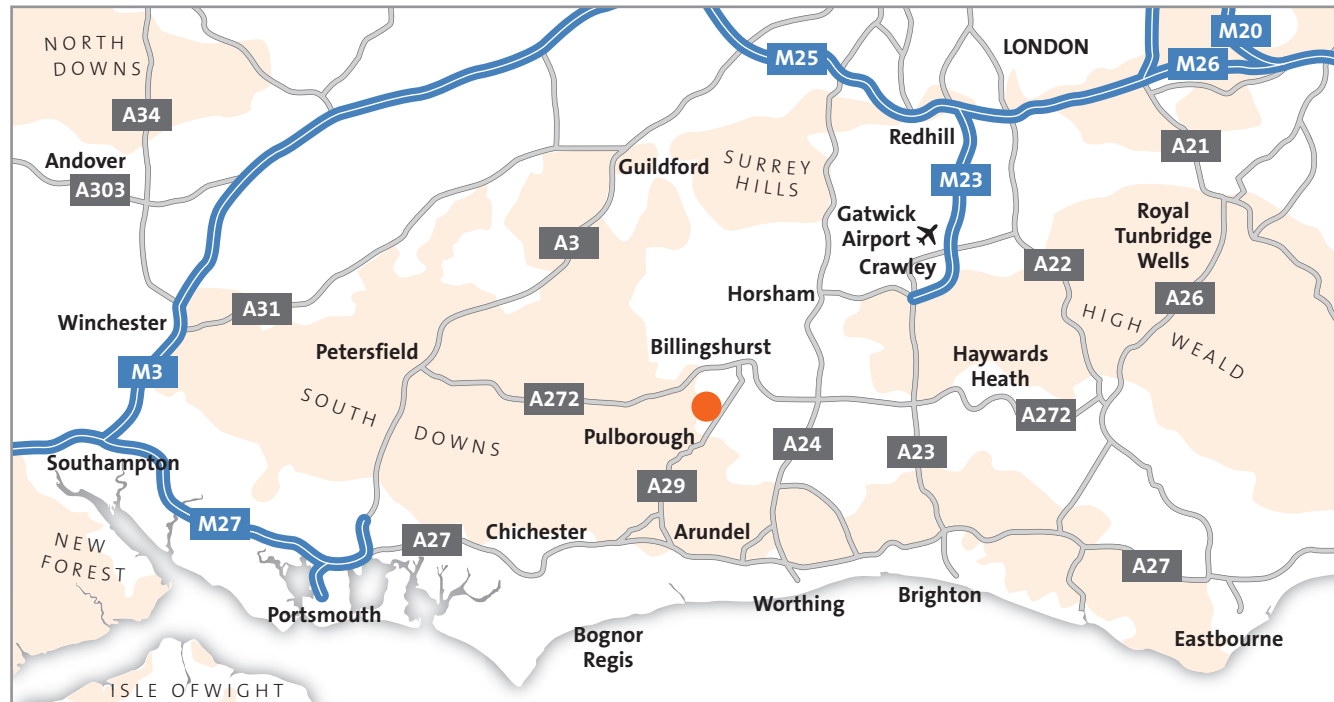 NORTH
DOWNS
M25
LONDON
M20
M26
A34
Andover
A303
Guildford
SURREY
HILLS
Redhill
A21
M23
Gatwick
Airport
Crawley
Royal
Tunbridge
Wells
A3
A22
A31
Winchester
Horsham
A26
HIGH WEALD
M3
Petersfield
Billingshurst
Haywards
Heath
SOUTH DOWNS
A272
A272
Pulborough
A24
A23
Southampton
A29
M27
A27
Chichester
Arundel
NEW
FOREST
A27
Portsmouth
Worthing
Brighton
Bognor
Regis
Eastbourne
ISLE OFWIGHT